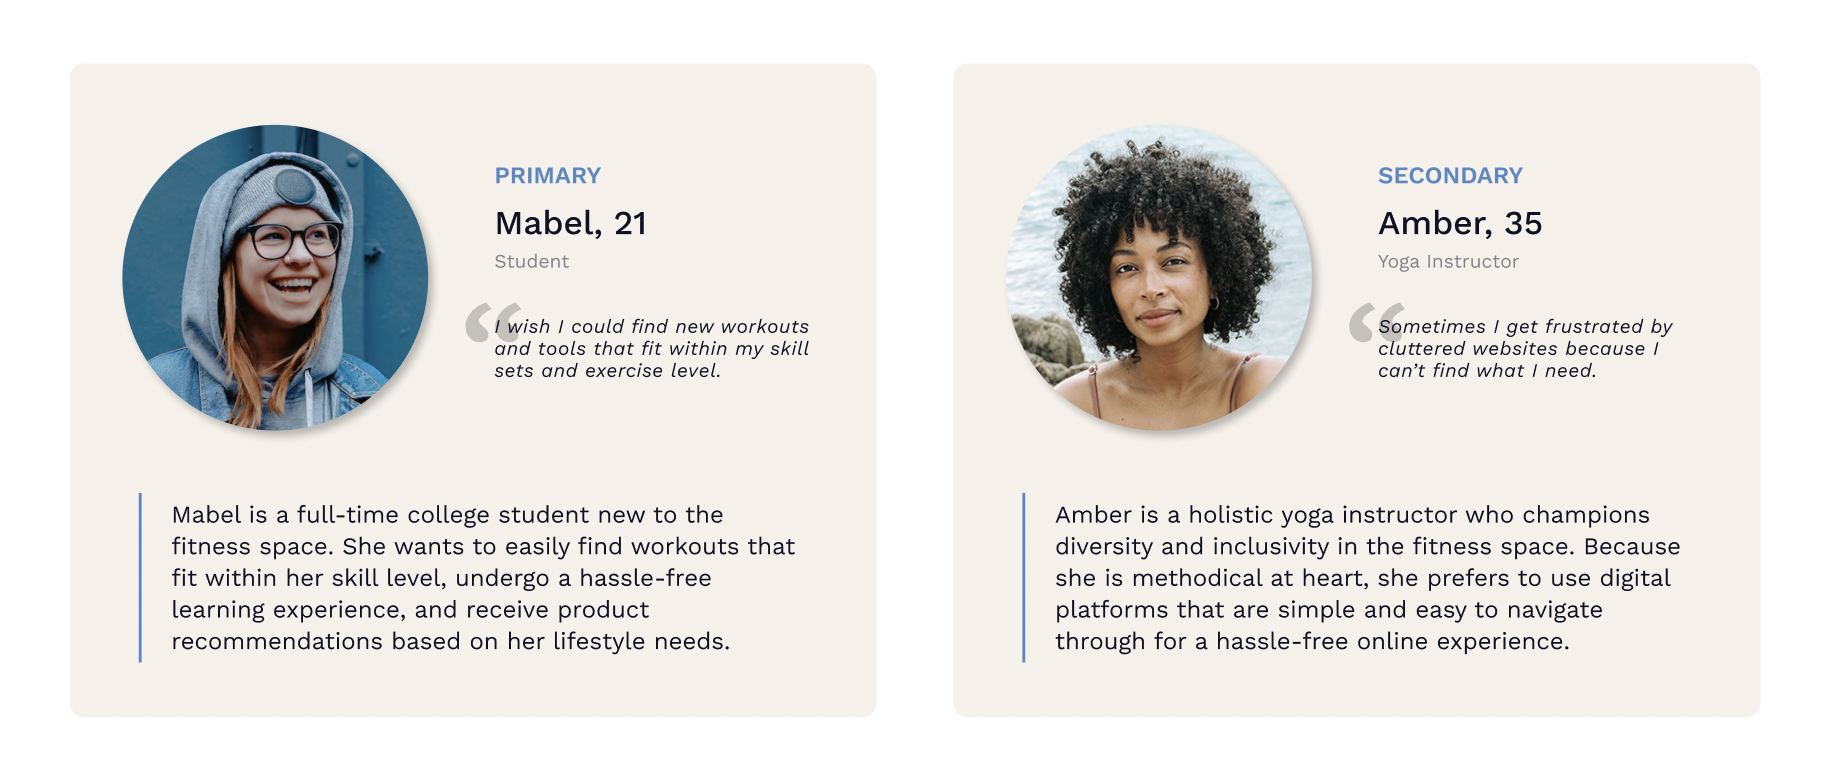 PRIMARY
Mabel, 21
Student
“
I wish I could find new workouts
and tools that fit within my skill
sets and exercise level.
Mabel is a full-time college student new to the
fitness space. She wants to easily find workouts that
fit within her skill level, undergo a hassle-free
learning experience, and receive product
recommendations based on her lifestyle needs.
SECONDARY
Amber, 35
Yoga Instructor
“
Sometimes I get frustrated by
cluttered websites because I
can’t find what I need.
Amber is a holistic yoga instructor who champions
diversity and inclusivity in the fitness space. Because
she is methodical at heart, she prefers to use digital
platforms that are simple and easy to navigate
through for a hassle-free online experience.